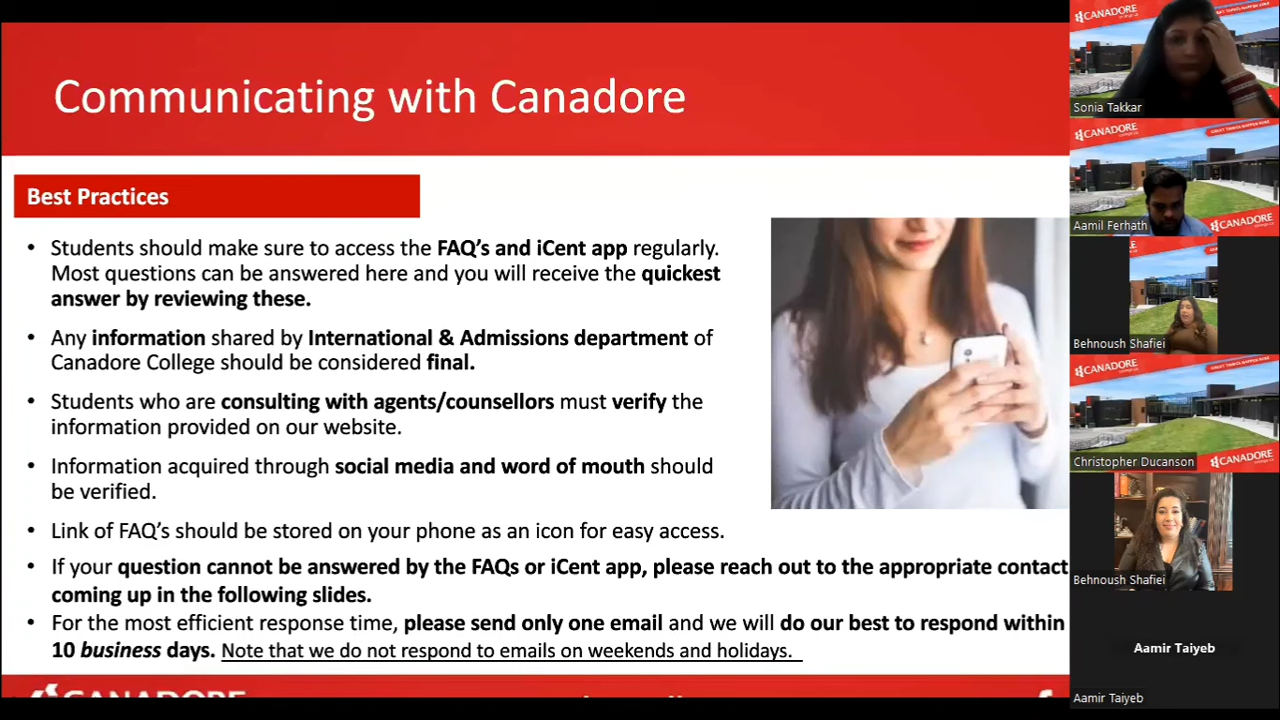 Communicating with Canadore
Best Practices
• Students should make sure to access the FAQ's and iCent app regularly.
Most questions can be answered here and you will receive the quickest
answer by reviewing these.
• Any information shared by International & Admissions department of
Canadore College should be considered final.
• Students who are consulting with agents/counsellors must verify the
information provided on our website.
• Information acquired through social media and word of mouth should
be verified.
• Link of FAQ's should be stored on your phone as an icon for easy access.
• If your question cannot be answered by the FAQs or iCent app, please reach out to the appropriate contact
coming up in the following slides.
• For the most efficient response time, please send only one email and we will do our best to respond within
10 business days. Note that we do not respond to emails on weekends and holidays.
CANADORE
CANADORE
Sonia Takkar
CANADORE
GREAT THINGS HAPPEN HERE
CANADORE
Aamil Ferhath
Behnoush Shafiei
CANADORE
CANADORE
Christopher Ducanson
Behnoush Shafiei
Aamir Taiyeb
Aamir Taiyeb